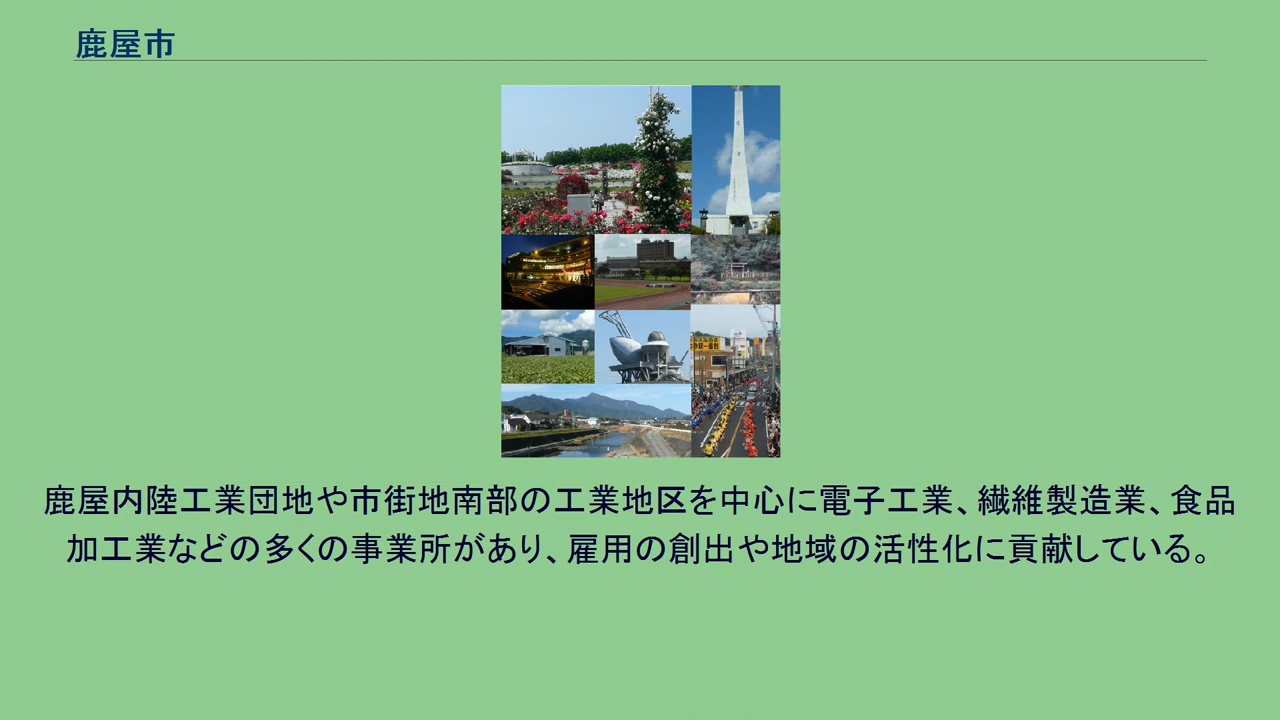 鹿屋市
鹿屋内陸工業団地や市街地南部の工業地区を中心に電子工業、繊維製造業、食品
加工業などの多くの事業所があり、雇用の創出や地域の活性化に貢献している。